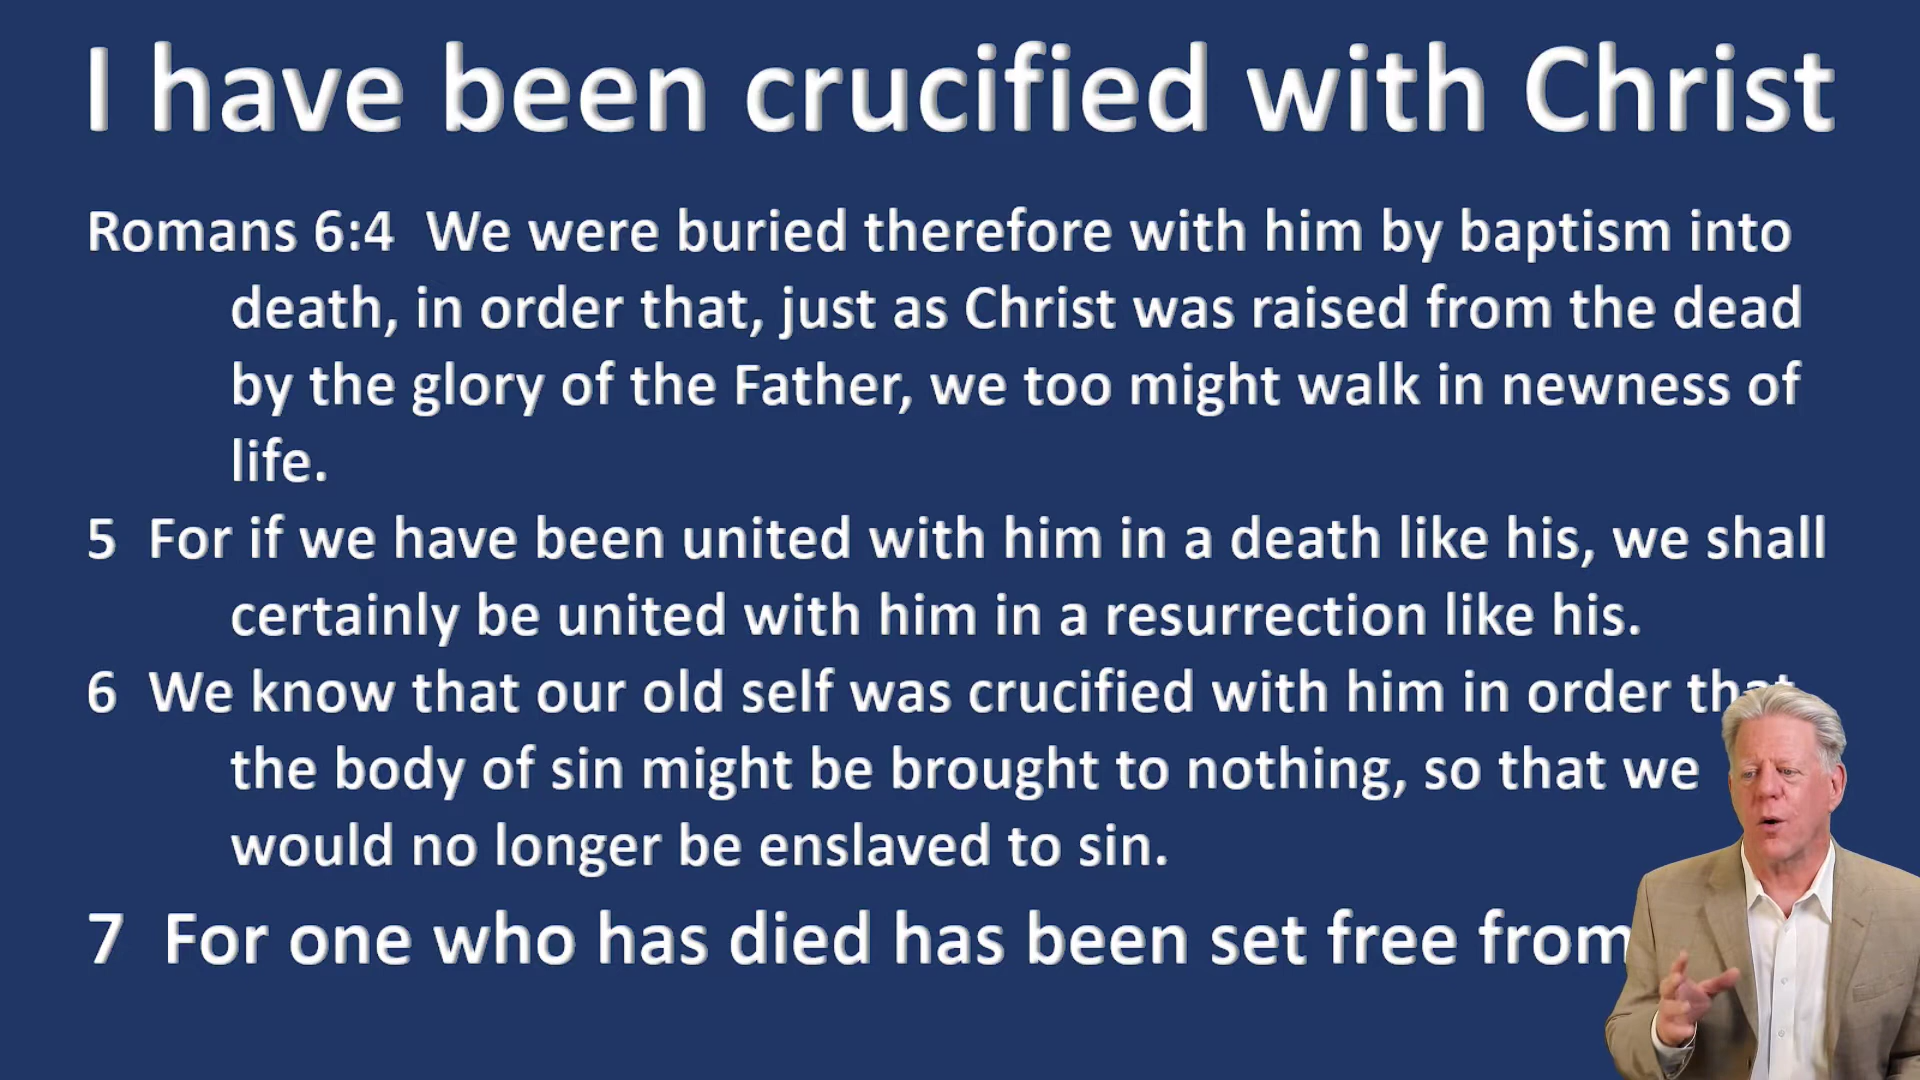 I have been crucified with Christ
Romans 6:4 We were buried therefore with him by baptism into
death, in order that, just as Christ was raised from the dead
by the glory of the Father, we too might walk in newness of
life.
5 For if we have been united with him in a death like his, we shall
certainly be united with him in a resurrection like his.
6 We know that our old self was crucified with him in order that
the body of sin might be brought to nothing, so that we
would no longer be enslaved to sin.
7 For one who has died has been set free from